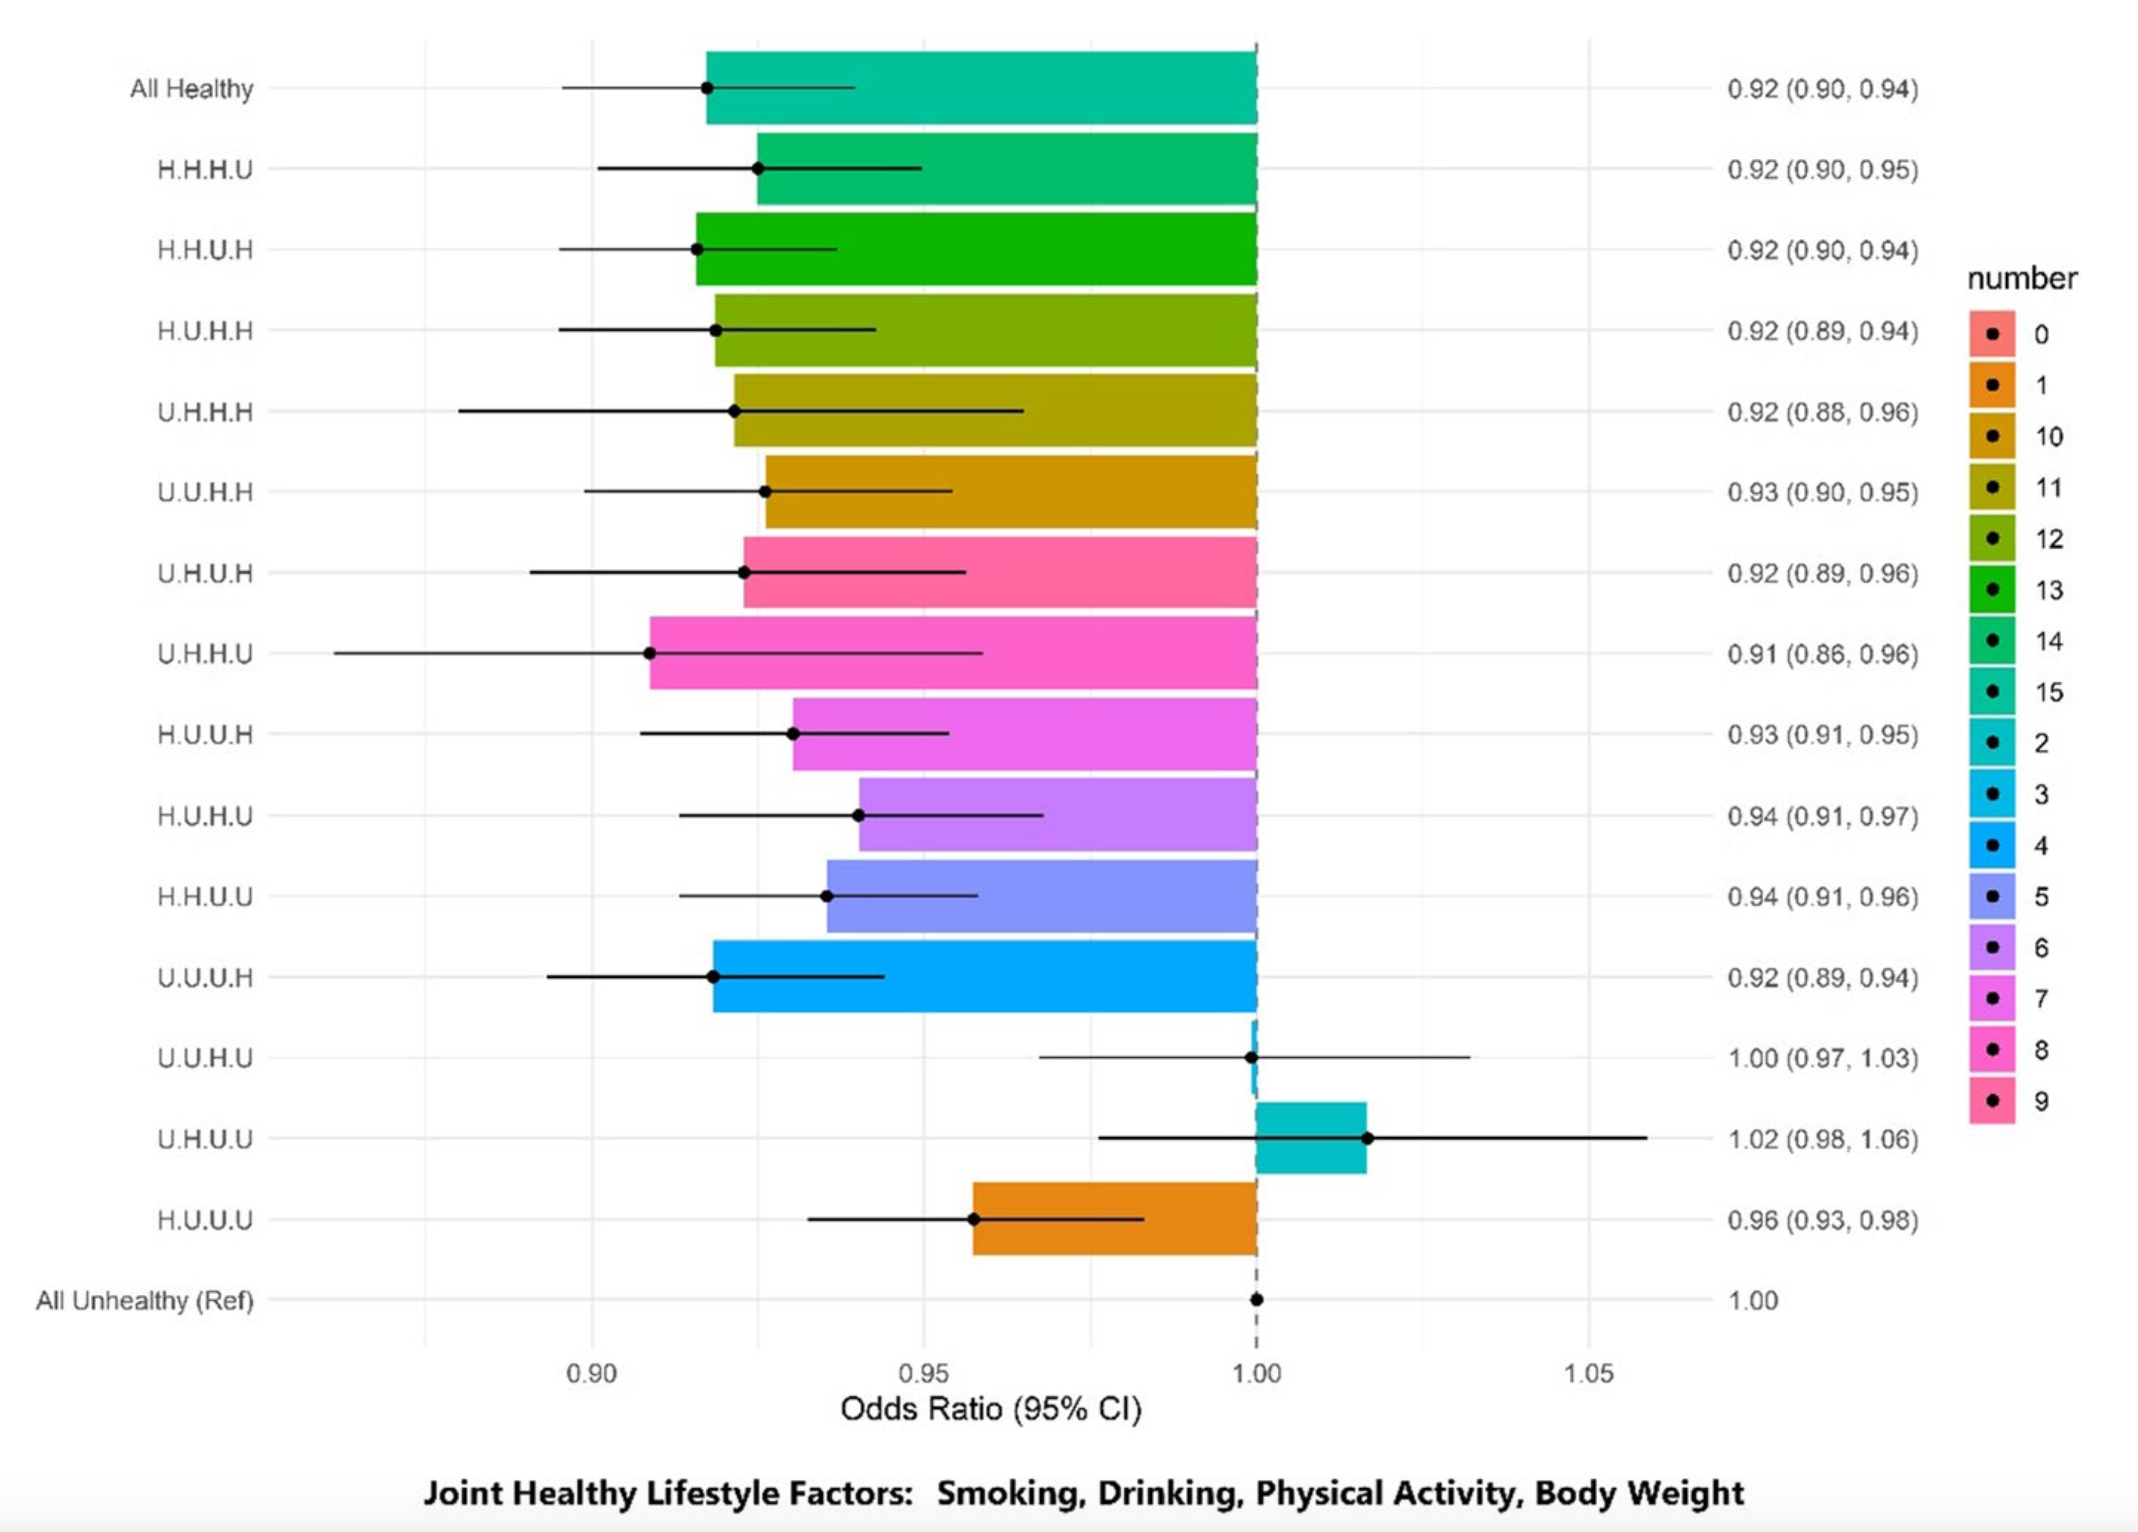 All Healthy 0.92 (0.90, 0.94)
H.H.H.U 0.92 (0.90, 0.95)
H.H.U.H 0.92 (0.90, 0.94)
H.U.H.H 0.92 (0.89, 0.94)
U.H.H.H 0.92 (0.88, 0.96)
U.U.H.H 0.93 (0.90, 0.95)
U.H.U.H 0.92 (0.89, 0.96)
U.H.H.U 0.91 (0.86, 0.96)
H.U.U.H 0.93 (0.91, 0.95)
H.U.H.U 0.94 (0.91, 0.97)
H.H.U.U 0.94 (0.91, 0.96)
U.U.U.H 0.92 (0.89, 0.94)
U.U.H.U 1.00 (0.97, 1.03)
U.H.U.U 1.02 (0.98, 1.06)
H.U.U.U 0.96 (0.93, 0.98)
All Unhealthy (Ref) 1.00
number
0
1
10
11
12
13
14
15
2
3
4
5
6
7
8
9
0.90 0.95 1.00 1.05
Odds Ratio (95% CI)
Joint Healthy Lifestyle Factors: Smoking, Drinking, Physical Activity, Body Weight